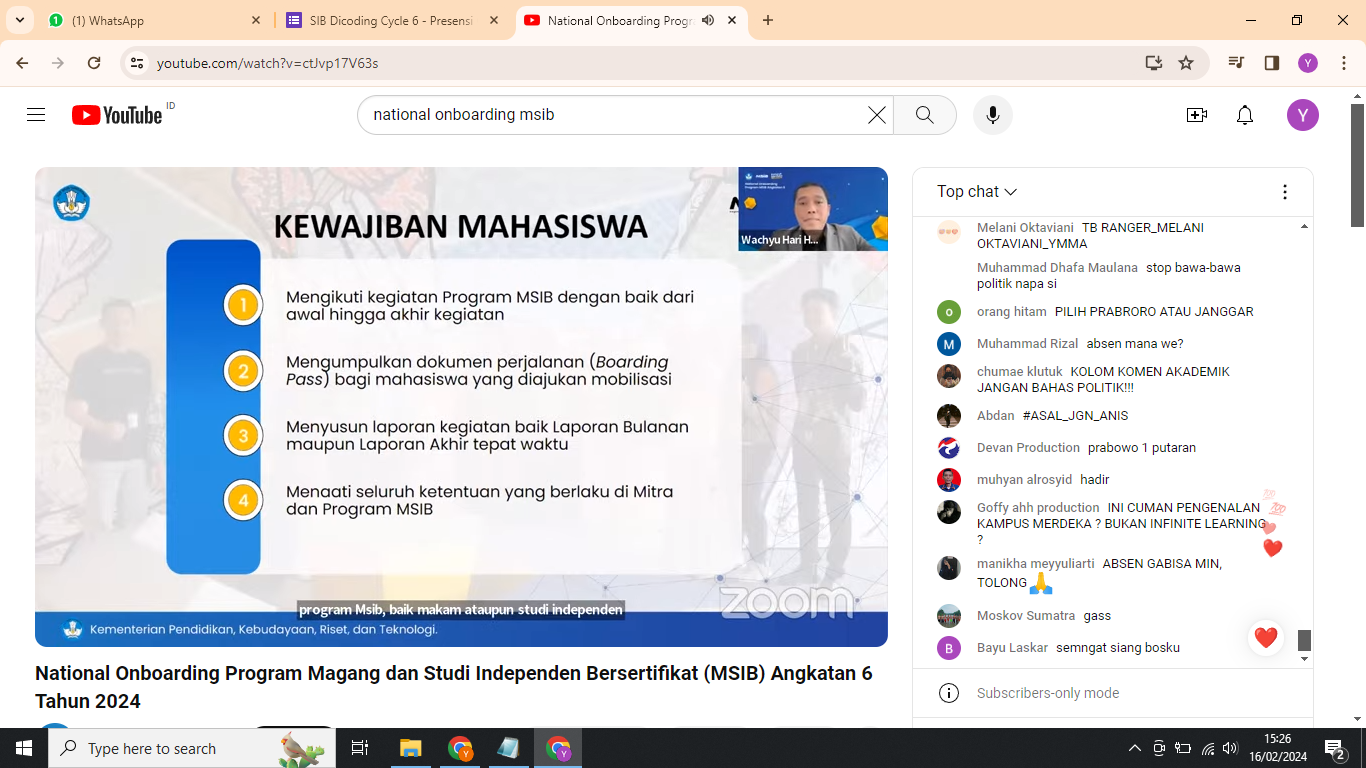 (1) WhatsApp
SIB Dicoding Cycle 6 - Presensi
National Onboarding Progra
youtube.com/watch?v=ctJvp17V63s
YouTube ID
national onboarding msib
Y
KEWAJIBAN MAHASISWA
Wachyu Hari H...
1
Mengikuti kegiatan Program MSIB dengan baik dari
awal hingga akhir kegiatan
2
Mengumpulkan dokumen perjalanan (Boarding
Pass) bagi mahasiswa yang diajukan mobilisasi
3
Menyusun laporan kegiatan baik Laporan Bulanan
maupun Laporan Akhir tepat waktu
4
Menaati seluruh ketentuan yang berlaku di Mitra
dan Program MSIB
zoom
program Msib, baik makam ataupun studi independen
Kementerian Pendidikan, Kebudayaan, Riset, dan Teknologi.
National Onboarding Program Magang dan Studi Independen Bersertifikat (MSIB) Angkatan 6
Tahun 2024
Top chat
Melani Oktaviani TB RANGER_MELANI
OKTAVIANI_YMMA
Muhammad Dhafa Maulana stop bawa-bawa
politik napa si
orang hitam PILIH PRABRORO ATAU JANGGAR
Muhammad Rizal absen mana we?
chumae klutuk KOLOM KOMEN AKADEMIK
JANGAN BAHAS POLITIK!!!
Abdan #ASAL_JGN_ANIS
Devan Production prabowo 1 putaran
muhyan alrosyid hadir
Goffy ahh production INI CUMAN PENGENALAN
KAMPUS MERDEKA ? BUKAN INFINITE LEARNING
?
manikha meyyuliarti ABSEN GABISA MIN,
TOLONG 🙏
Moskov Sumatra gass
Bayu Laskar semngat siang bosku
Subscribers-only mode
Type here to search
15:26
16/02/2024
2